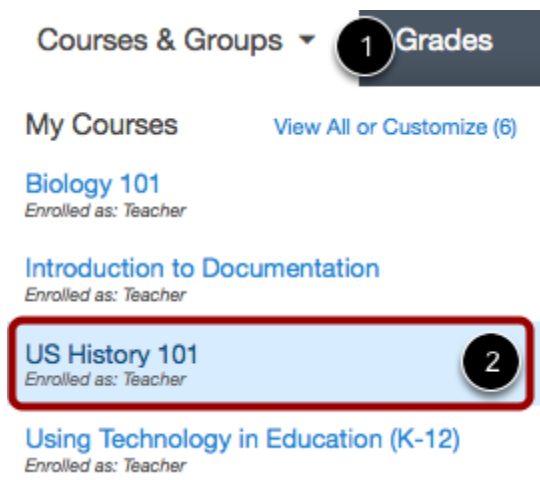 Courses & Groups 1 Grades
My Courses View All or Customize (6)
Biology 101
Enrolled as: Teacher
Introduction to Documentation
Enrolled as: Teacher
US History 101 2
Enrolled as: Teacher
Using Technology in Education (K-12)
Enrolled as: Teacher